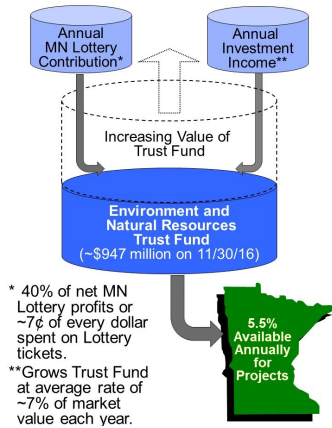 Annual
MN Lottery
Contribution*
Annual
Investment
Income**
Increasing Value of
Trust Fund
Environment and
Natural Resources
Trust Fund
(~$947 million on 11/30/16)
* 40% of net MN
Lottery profits or
~7¢ of every dollar
spent on Lottery
tickets.
**Grows Trust Fund
at average rate of
~7% of market
value each year.
5.5%
Available
Annually
for
Projects